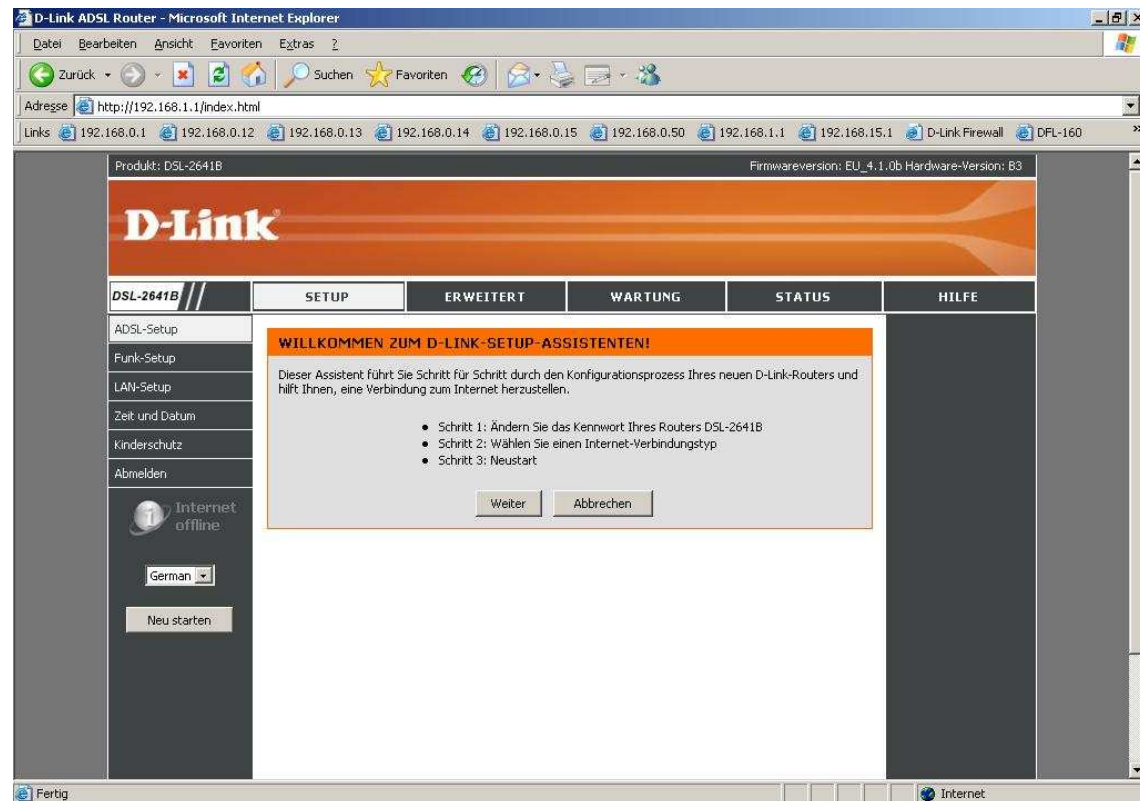 D-Link ADSL Router - Microsoft Internet Explorer
Datei Bearbeiten Ansicht Favoriten Extras ?
Zurück Suchen Favoriten
Adresse http://192.168.1.1/index.html
Links 192.168.0.1 192.168.0.12 192.168.0.13 192.168.0.14 192.168.0.15 192.168.0.50 192.168.1.1 192.168.15.1 D-Link Firewall DFL-160 »
Produkt: DSL-2641B Firmwareversion: EU_4.1.0b Hardware-Version: B3
D-Link
DSL-2641B SETUP ERWEITERT WARTUNG STATUS HILFE
ADSL-Setup
Funk-Setup
LAN-Setup
Zeit und Datum
Kinderschutz
Abmelden
Internet
offline
German
Neu starten
WILLKOMMEN ZUM D-LINK-SETUP-ASSISTENTEN!
Dieser Assistent führt Sie Schritt für Schritt durch den Konfigurationsprozess Ihres neuen D-Link-Routers und
hilft Ihnen, eine Verbindung zum Internet herzustellen.
• Schritt 1: Ändern Sie das Kennwort Ihres Routers DSL-2641B
• Schritt 2: Wählen Sie einen Internet-Verbindungstyp
• Schritt 3: Neustart
Weiter Abbrechen
Fertig Internet